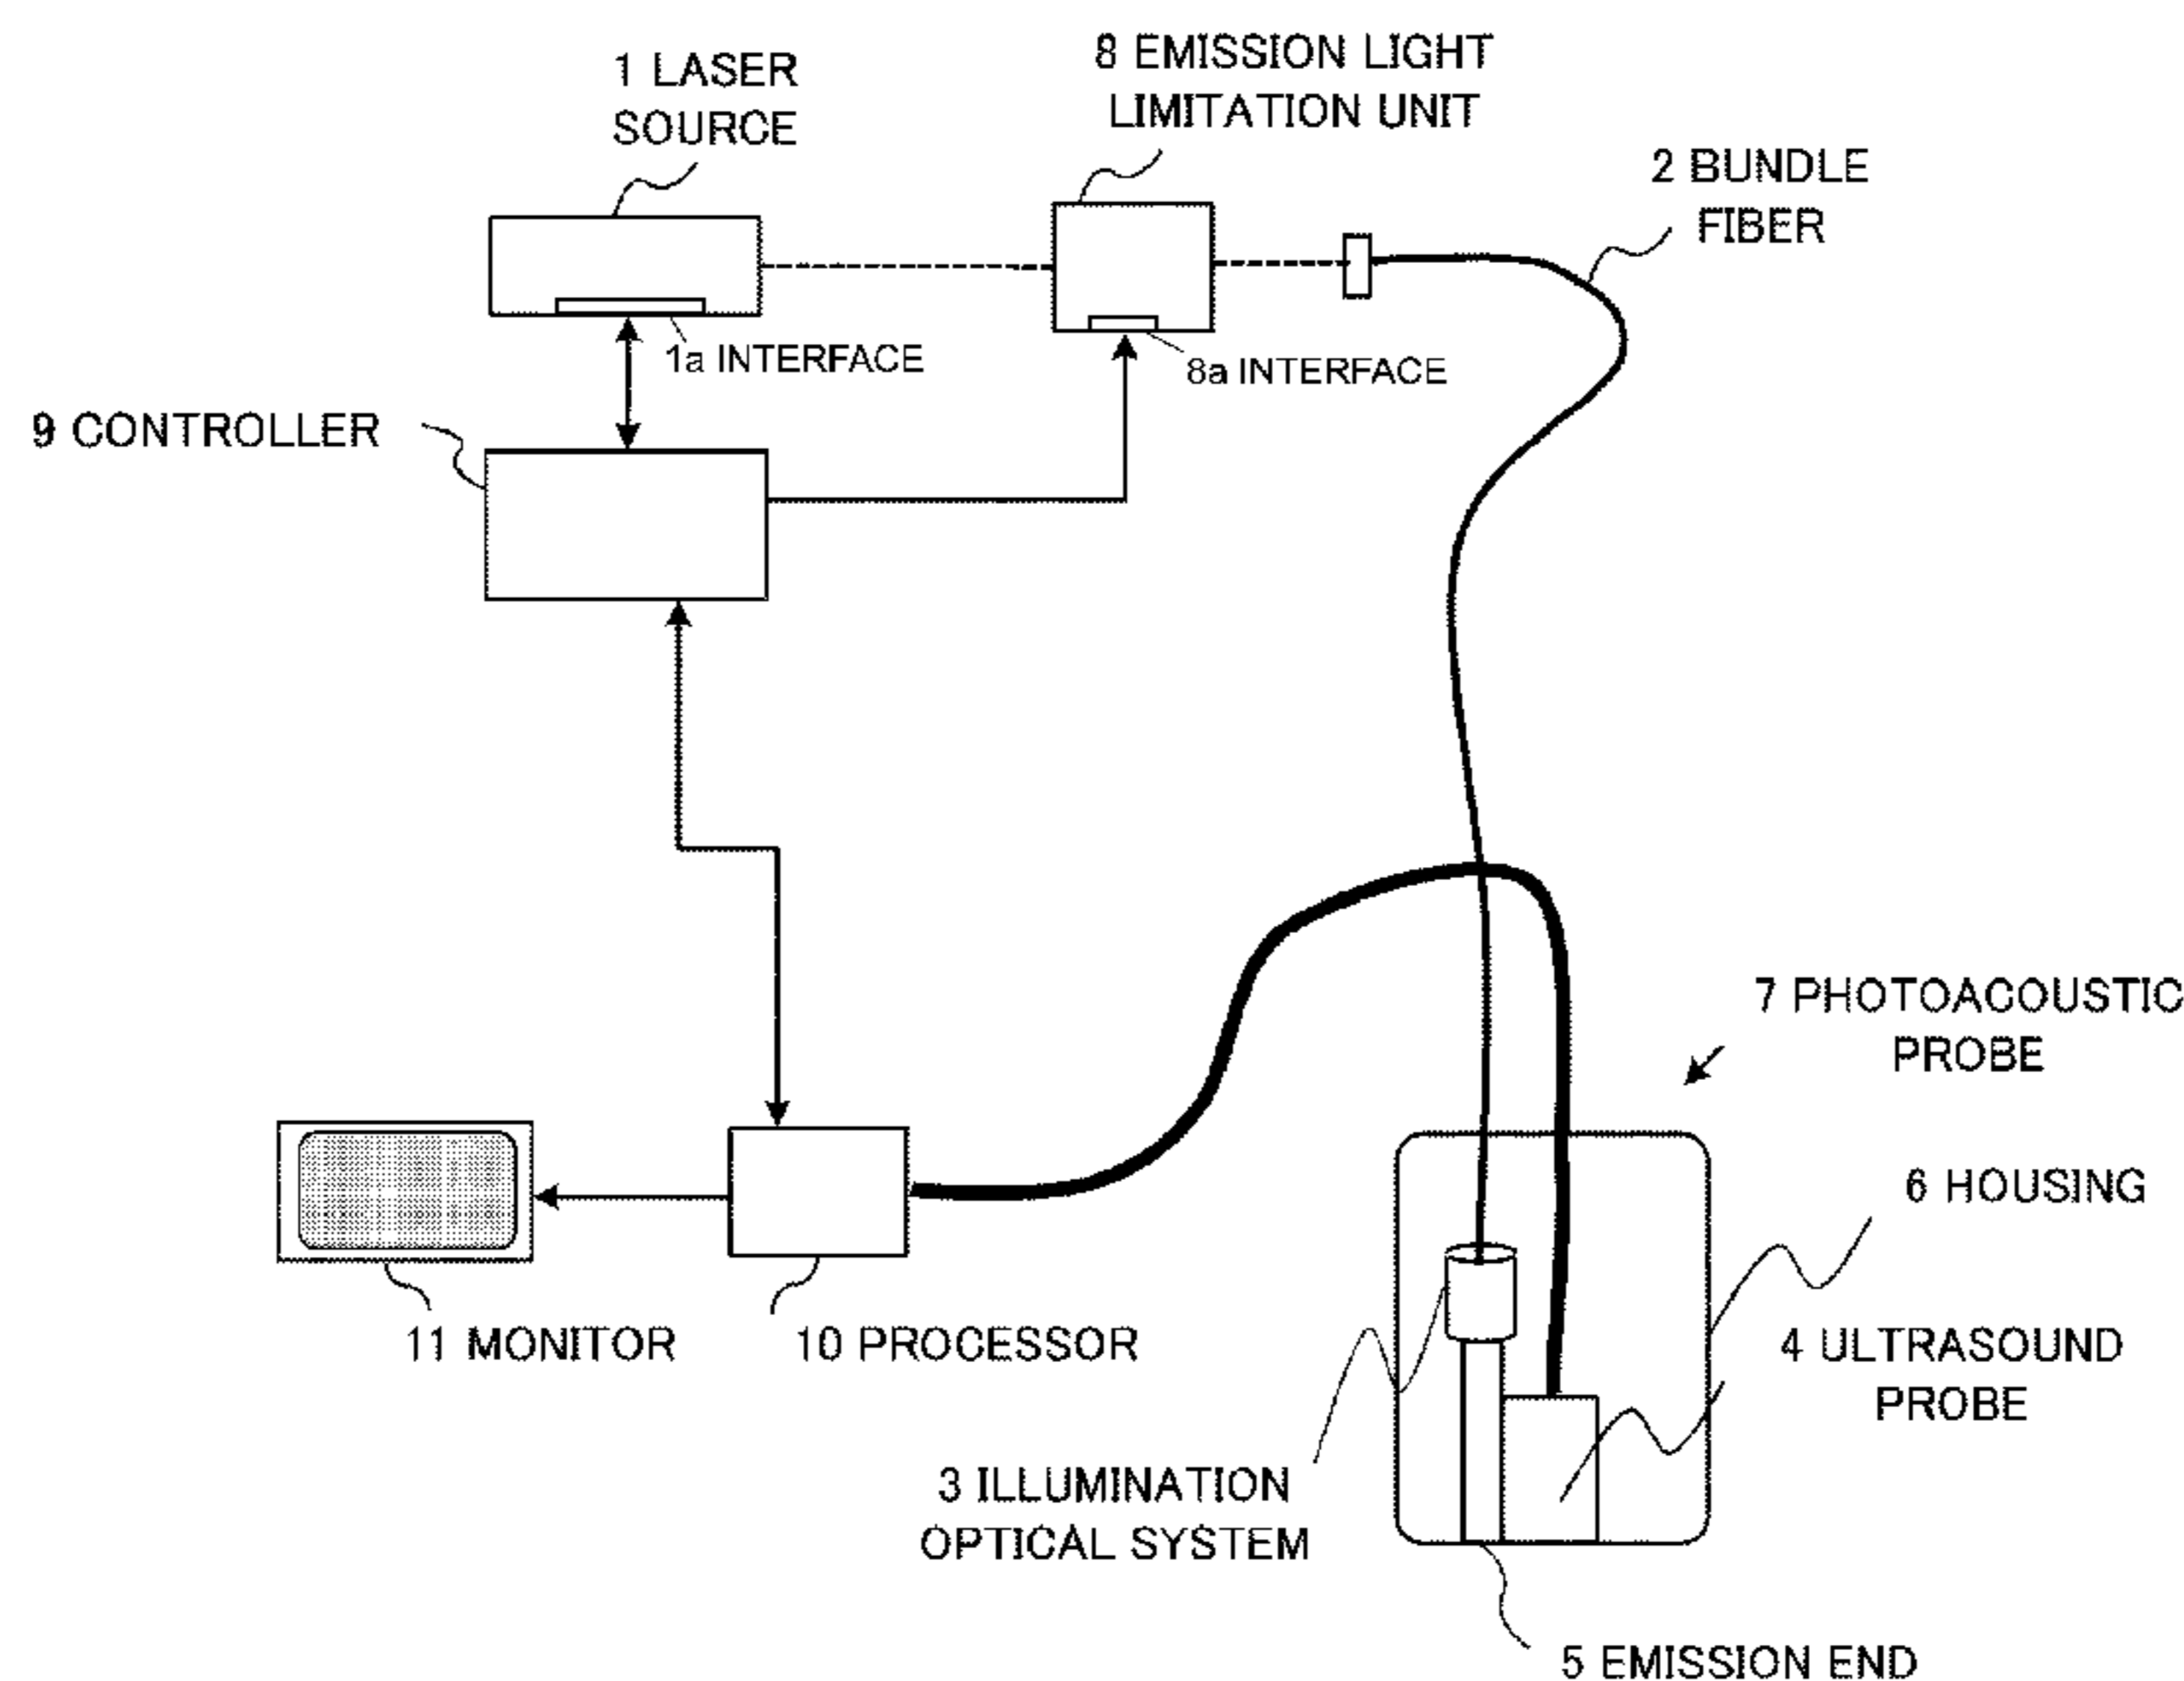 1 LASER
SOURCE
8 EMISSION LIGHT
LIMITATION UNIT
2 BUNDLE
FIBER
1a INTERFACE
8a INTERFACE
9 CONTROLLER
7 PHOTOACOUSTIC
PROBE
6 HOUSING
11 MONITOR
10 PROCESSOR
4 ULTRASOUND
PROBE
3 ILLUMINATION
OPTICAL SYSTEM
5 EMISSION END